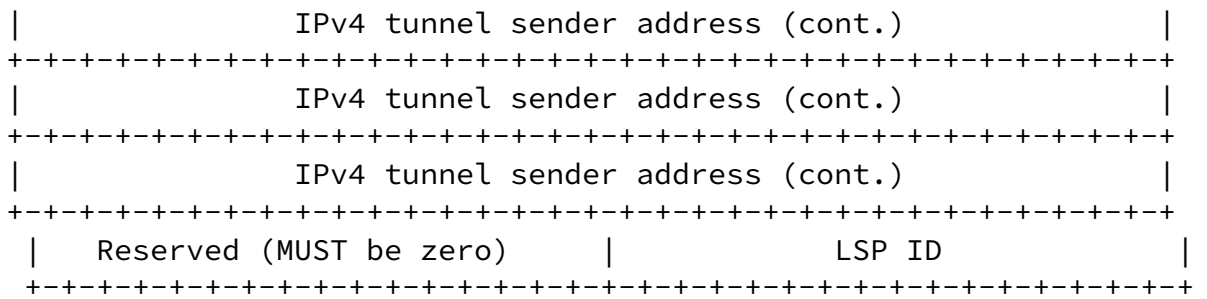 |               IPv4 tunnel sender address (cont.)              |
+-+-+-+-+-+-+-+-+-+-+-+-+-+-+-+-+-+-+-+-+-+-+-+-+-+-+-+-+-+-+-+-+
|               IPv4 tunnel sender address (cont.)              |
+-+-+-+-+-+-+-+-+-+-+-+-+-+-+-+-+-+-+-+-+-+-+-+-+-+-+-+-+-+-+-+-+
|               IPv4 tunnel sender address (cont.)              |
+-+-+-+-+-+-+-+-+-+-+-+-+-+-+-+-+-+-+-+-+-+-+-+-+-+-+-+-+-+-+-+-+
 |   Reserved (MUST be zero)     |            LSP ID             |
 +-+-+-+-+-+-+-+-+-+-+-+-+-+-+-+-+-+-+-+-+-+-+-+-+-+-+-+-+-+-+-+-+